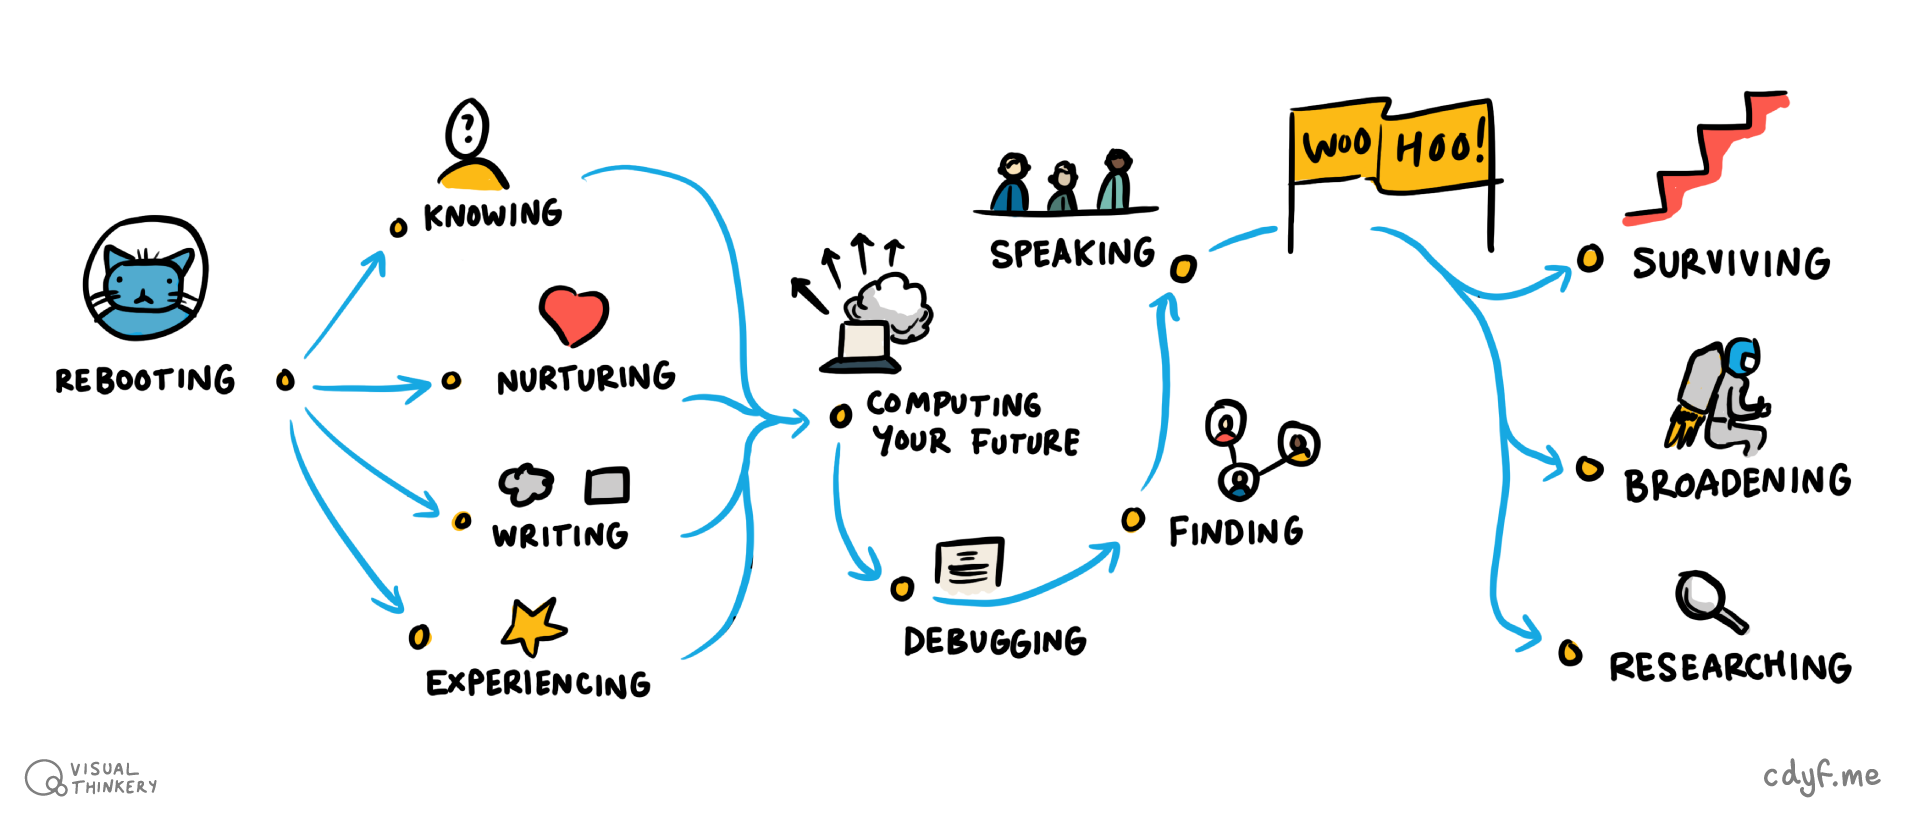 REBOOTING
?
KNOWING
NURTURING
WRITING
EXPERIENCING
COMPUTING
YOUR FUTURE
DEBUGGING
FINDING
SPEAKING
WOO HOO!
SURVIVING
BROADENING
RESEARCHING
VISUAL
THINKERY
cdyf.me